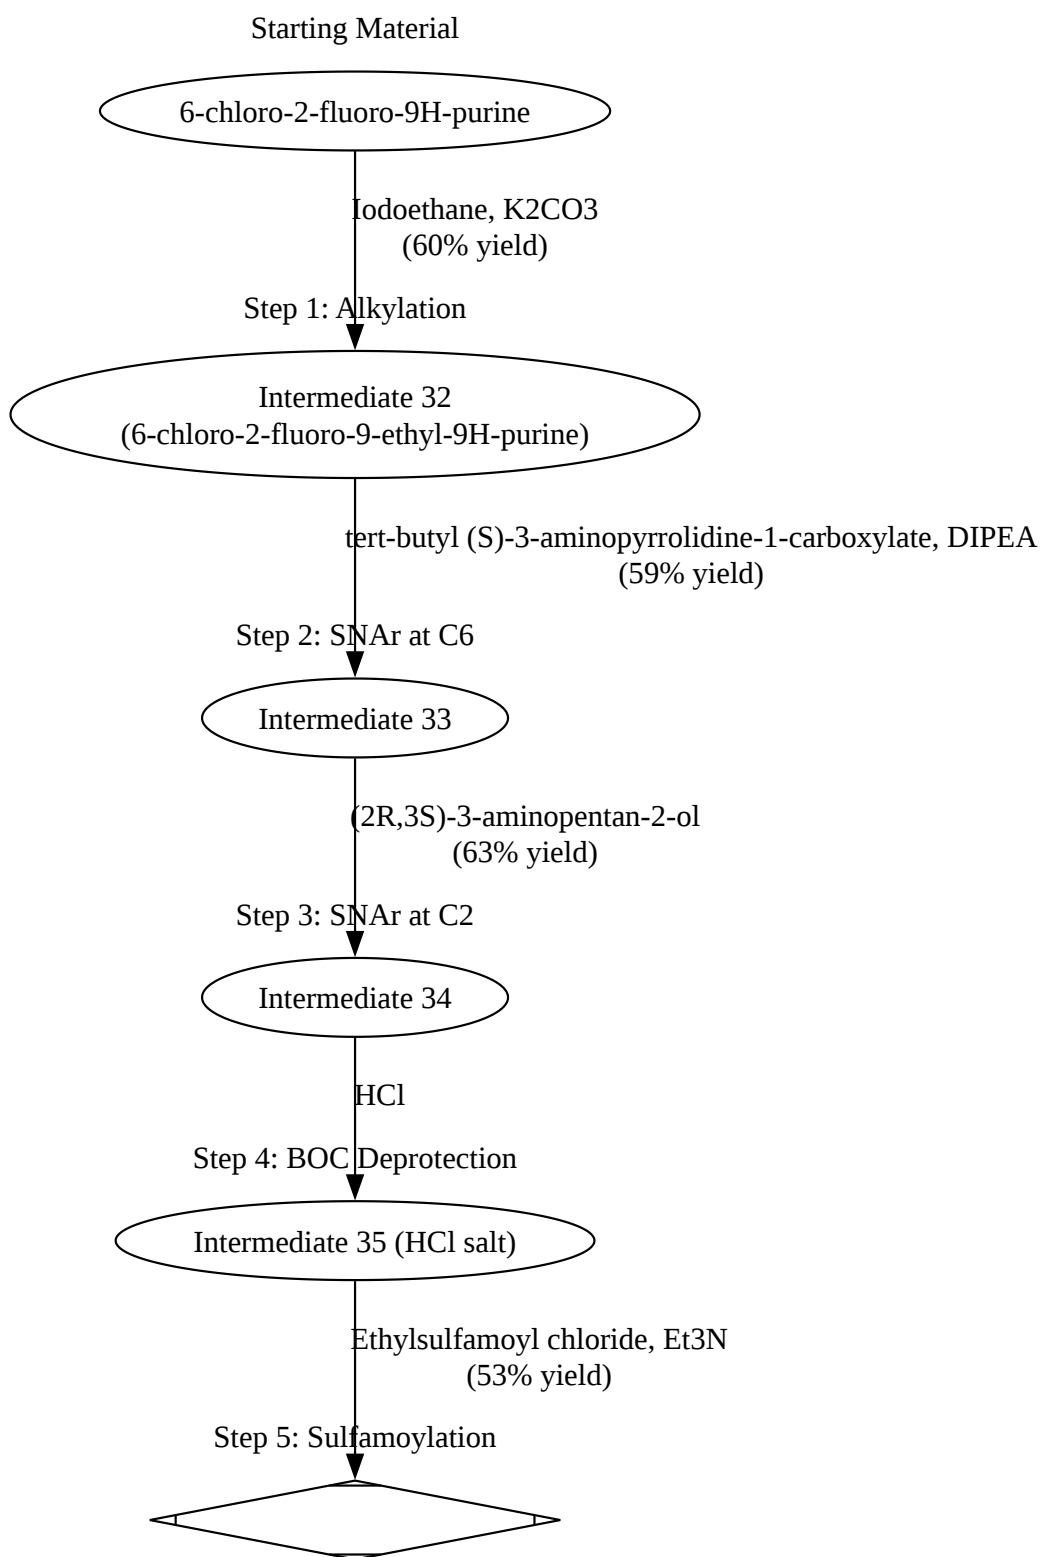 Starting Material
6-chloro-2-fluoro-9H-purine
Iodoethane, K2CO3
(60% yield)
Step 1: Alkylation
Intermediate 32
(6-chloro-2-fluoro-9-ethyl-9H-purine)
tert-butyl (S)-3-aminopyrrolidine-1-carboxylate, DIPEA
(59% yield)
Step 2: SNAr at C6
Intermediate 33
(2R,3S)-3-aminopentan-2-ol
(63% yield)
Step 3: SNAr at C2
Intermediate 34
HCl
Step 4: BOC Deprotection
Intermediate 35 (HCl salt)
Ethylsulfamoyl chloride, Et3N
(53% yield)
Step 5: Sulfamoylation